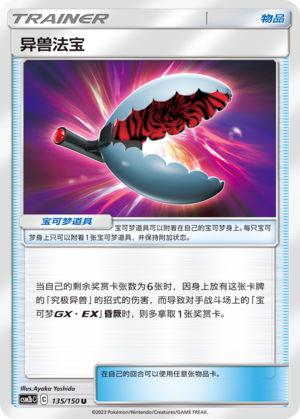 TRAINER 物品
异兽法宝
宝可梦道具
宝可梦道具可以附着在自己的宝可梦身上。每只宝可
梦身上只可以附着1张宝可梦道具，并保持附加状态。
当自己的剩余奖赏卡张数为6张时，因身上放有这张卡牌
的「究极异兽」的招式的伤害，而导致对手战斗场上的「宝
可梦GX・EX」昏厥时，则多拿取1张奖赏卡。
Illus.Ayaka Yoshida
C 135/150 U
在自己的回合可以使用任意张物品卡。
©2023 Pokémon/Nintendo/Creatures/GAME FREAK.